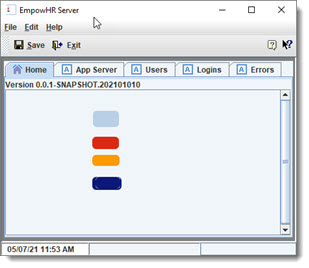 EmpowHR Server
File Edit Help
Save Exit
Home App Server Users Logins Errors
Version 0.0.1-SNAPSHOT.202101010
05/07/21 11:53 AM